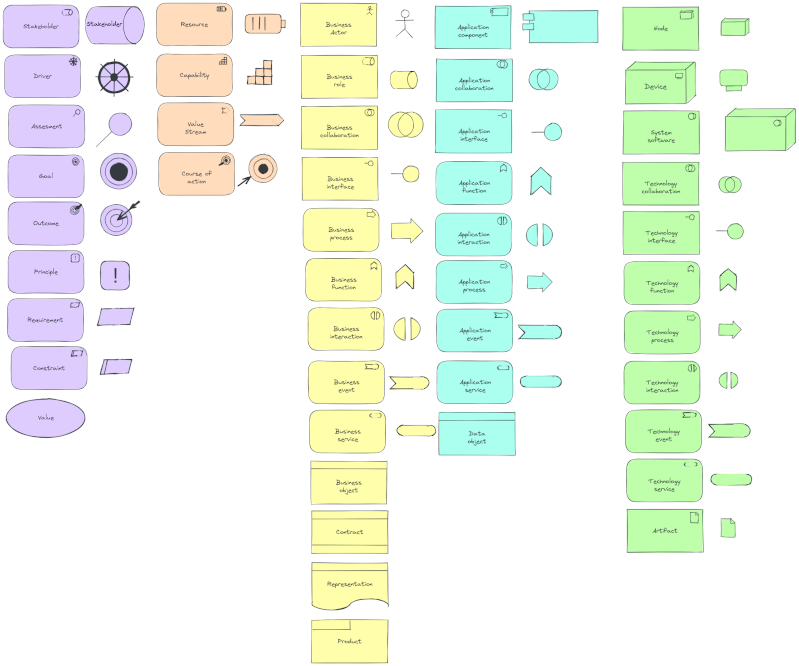 Stakeholder
Stakeholder
Driver
Assesment
Goal
Outcome
Principle
!
Requirement
Constraint
Value
Resource
Capability
Value
Stream
Course of
action
Business
Actor
Business
role
Business
collaboration
Business
interface
Business
process
Business
function
Business
interaction
Business
event
Business
service
Business
object
Contract
Representation
Product
Application
component
Application
collaboration
Application
interface
Application
function
Application
interaction
Application
process
Application
event
Application
service
Data
object
Node
Device
System
software
Technology
collaboration
Technology
interface
Technology
function
Technology
process
Technology
interaction
Technology
event
Technology
service
Artifact